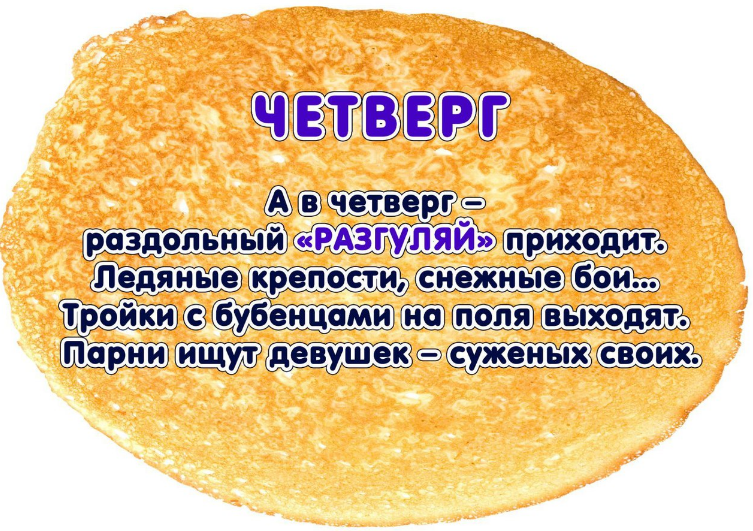 ЧЕТВЕРГ
А в четверг –
раздольный «РАЗГУЛЯЙ» приходит.
Ледяные крепости, снежные бои...
Тройки с бубенцами на поля выходят.
Парни ищут девушек – суженых своих.